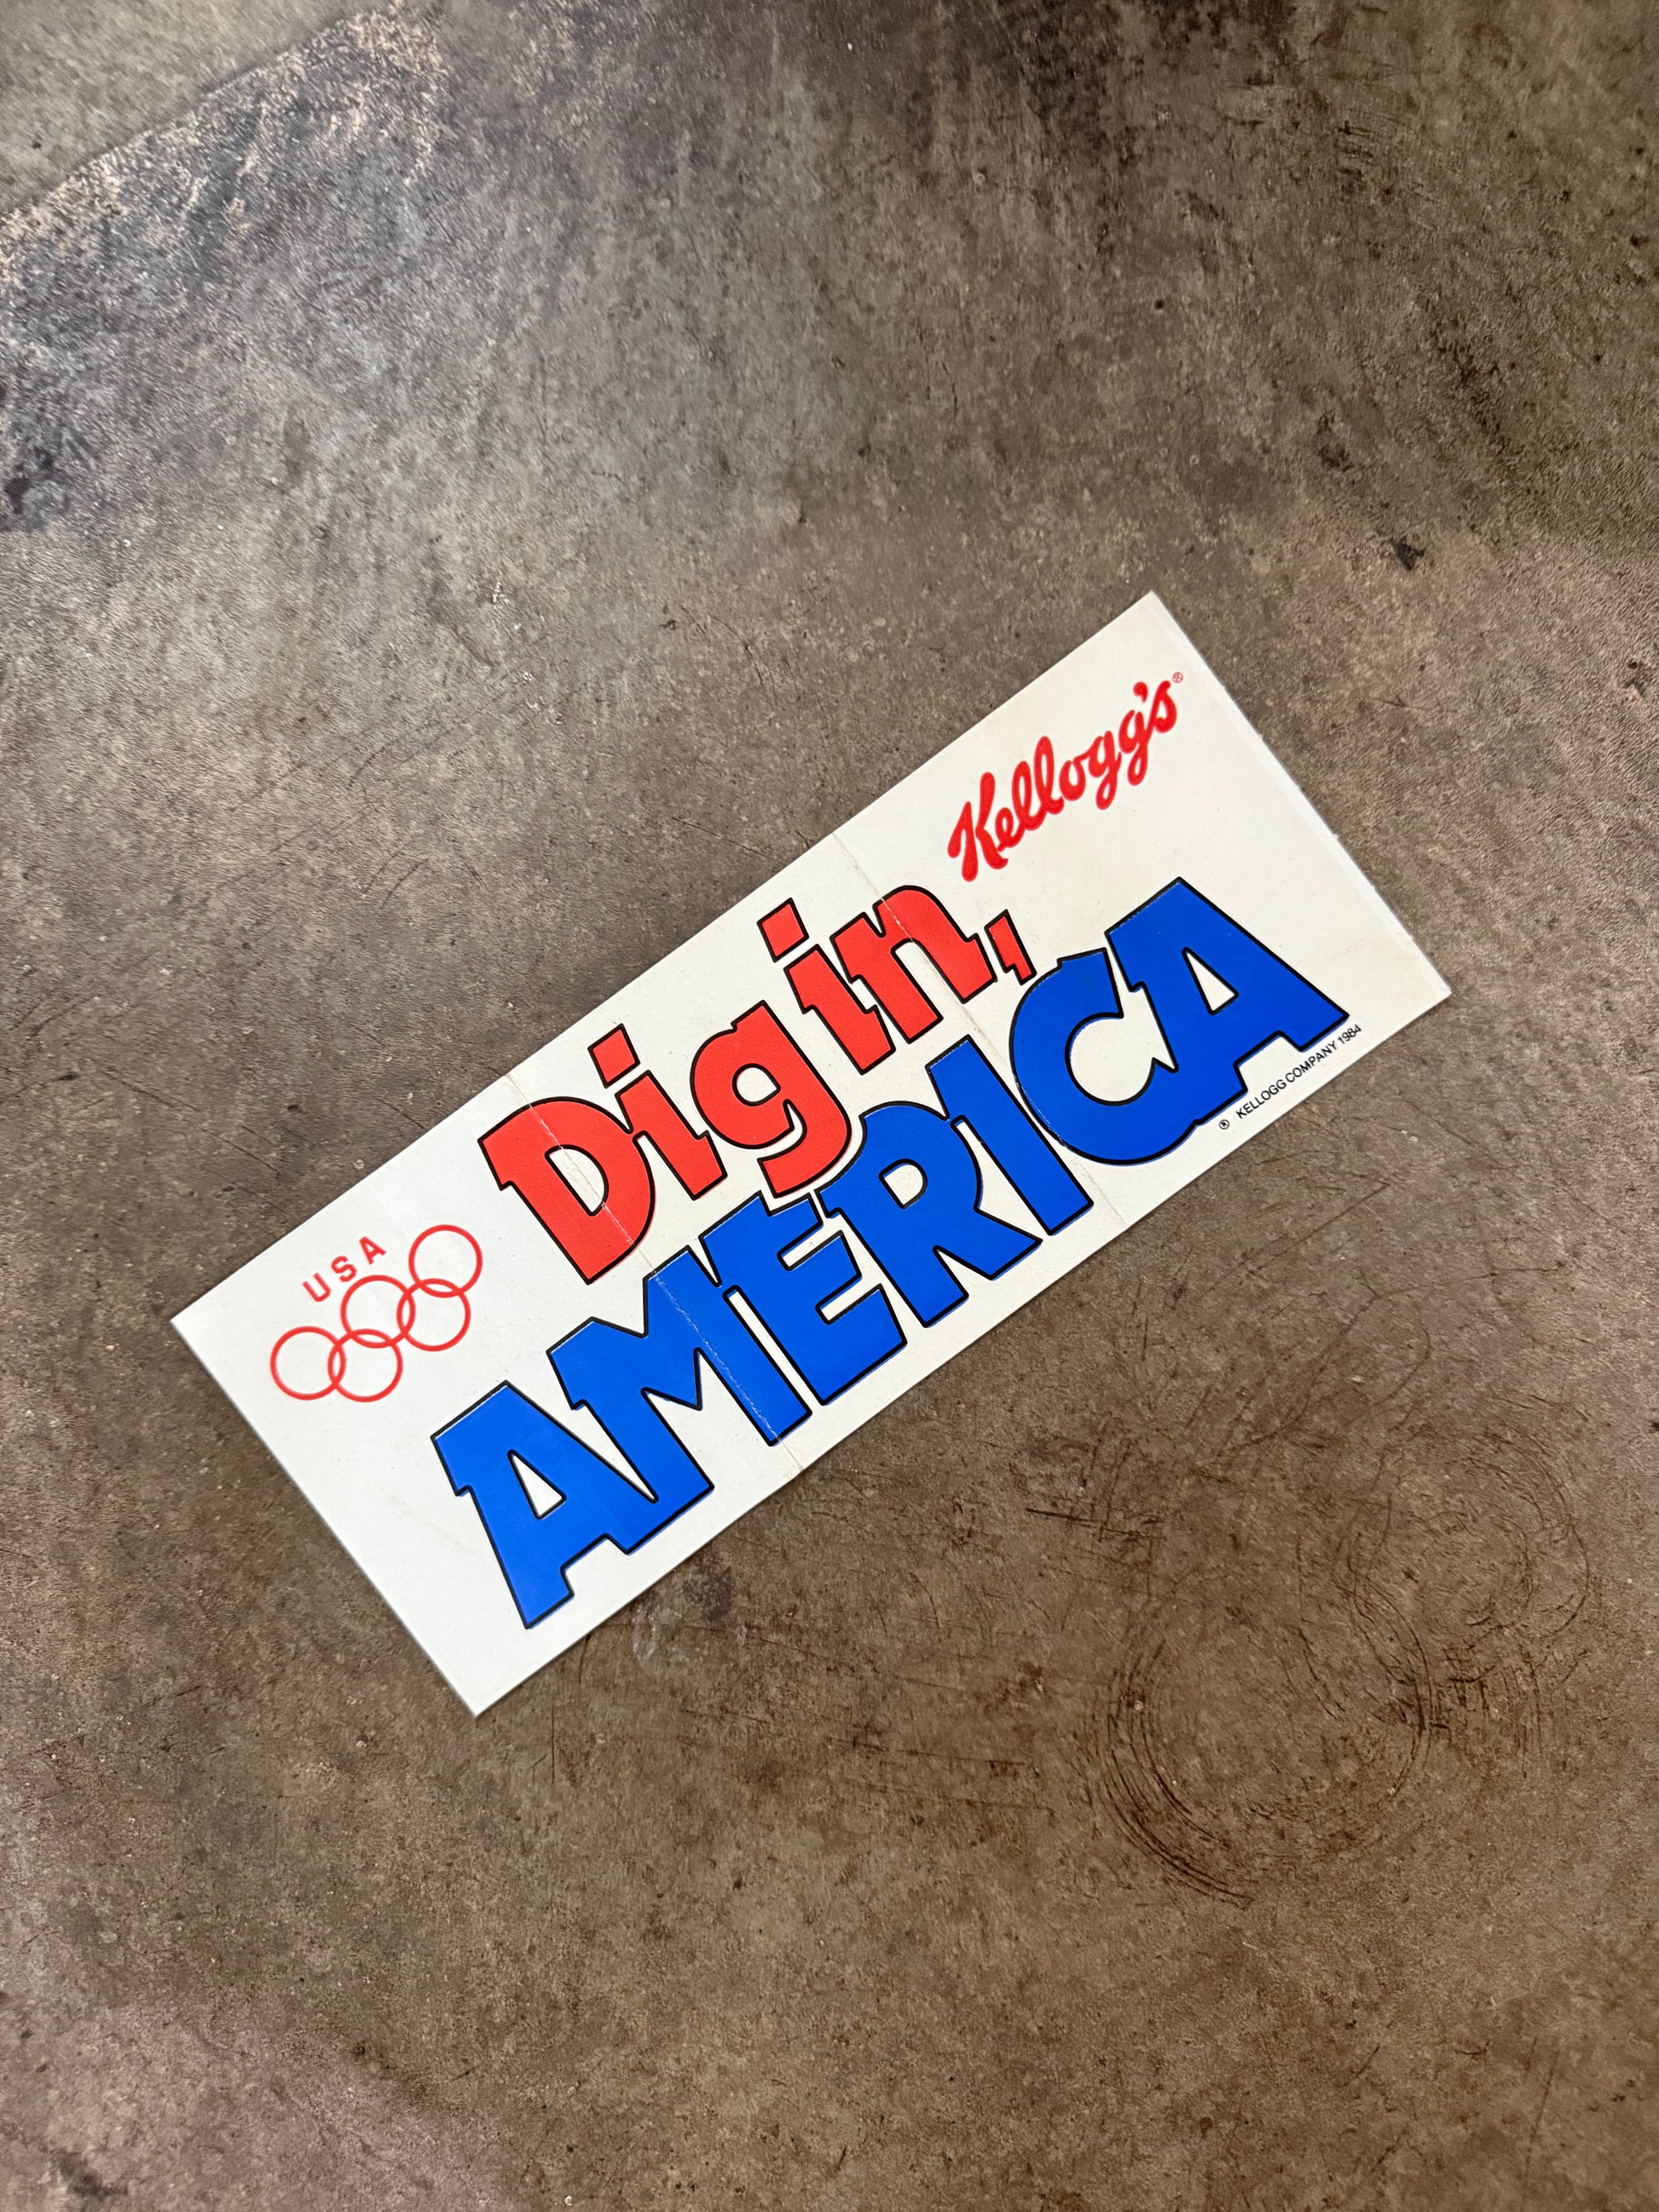 Kellogg's®
Dig in,
USA
AMERICA
® KELLOGG COMPANY 1984